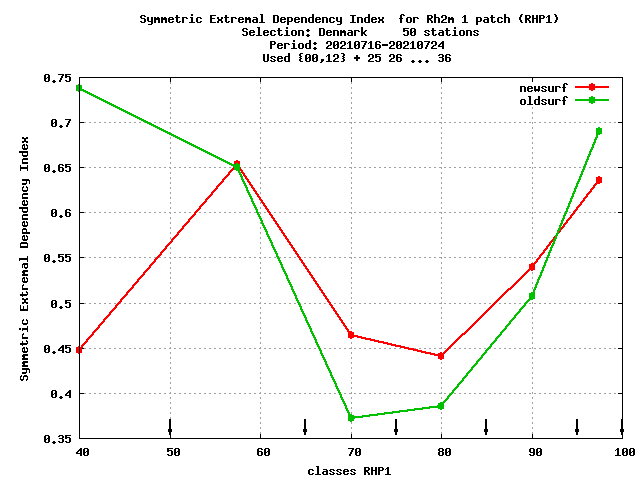 Symmetric Extremal Dependency Index  for Rh2m 1 patch (RHP1)
Selection: Denmark     50 stations
Period: 20210716-20210724
Used {00,12} + 25 26 ... 36
newsurf
oldsurf
Symmetric Extremal Dependency Index
0.75
0.7
0.65
0.6
0.55
0.5
0.45
0.4
0.35
40 50 60 70 80 90 100
classes RHP1